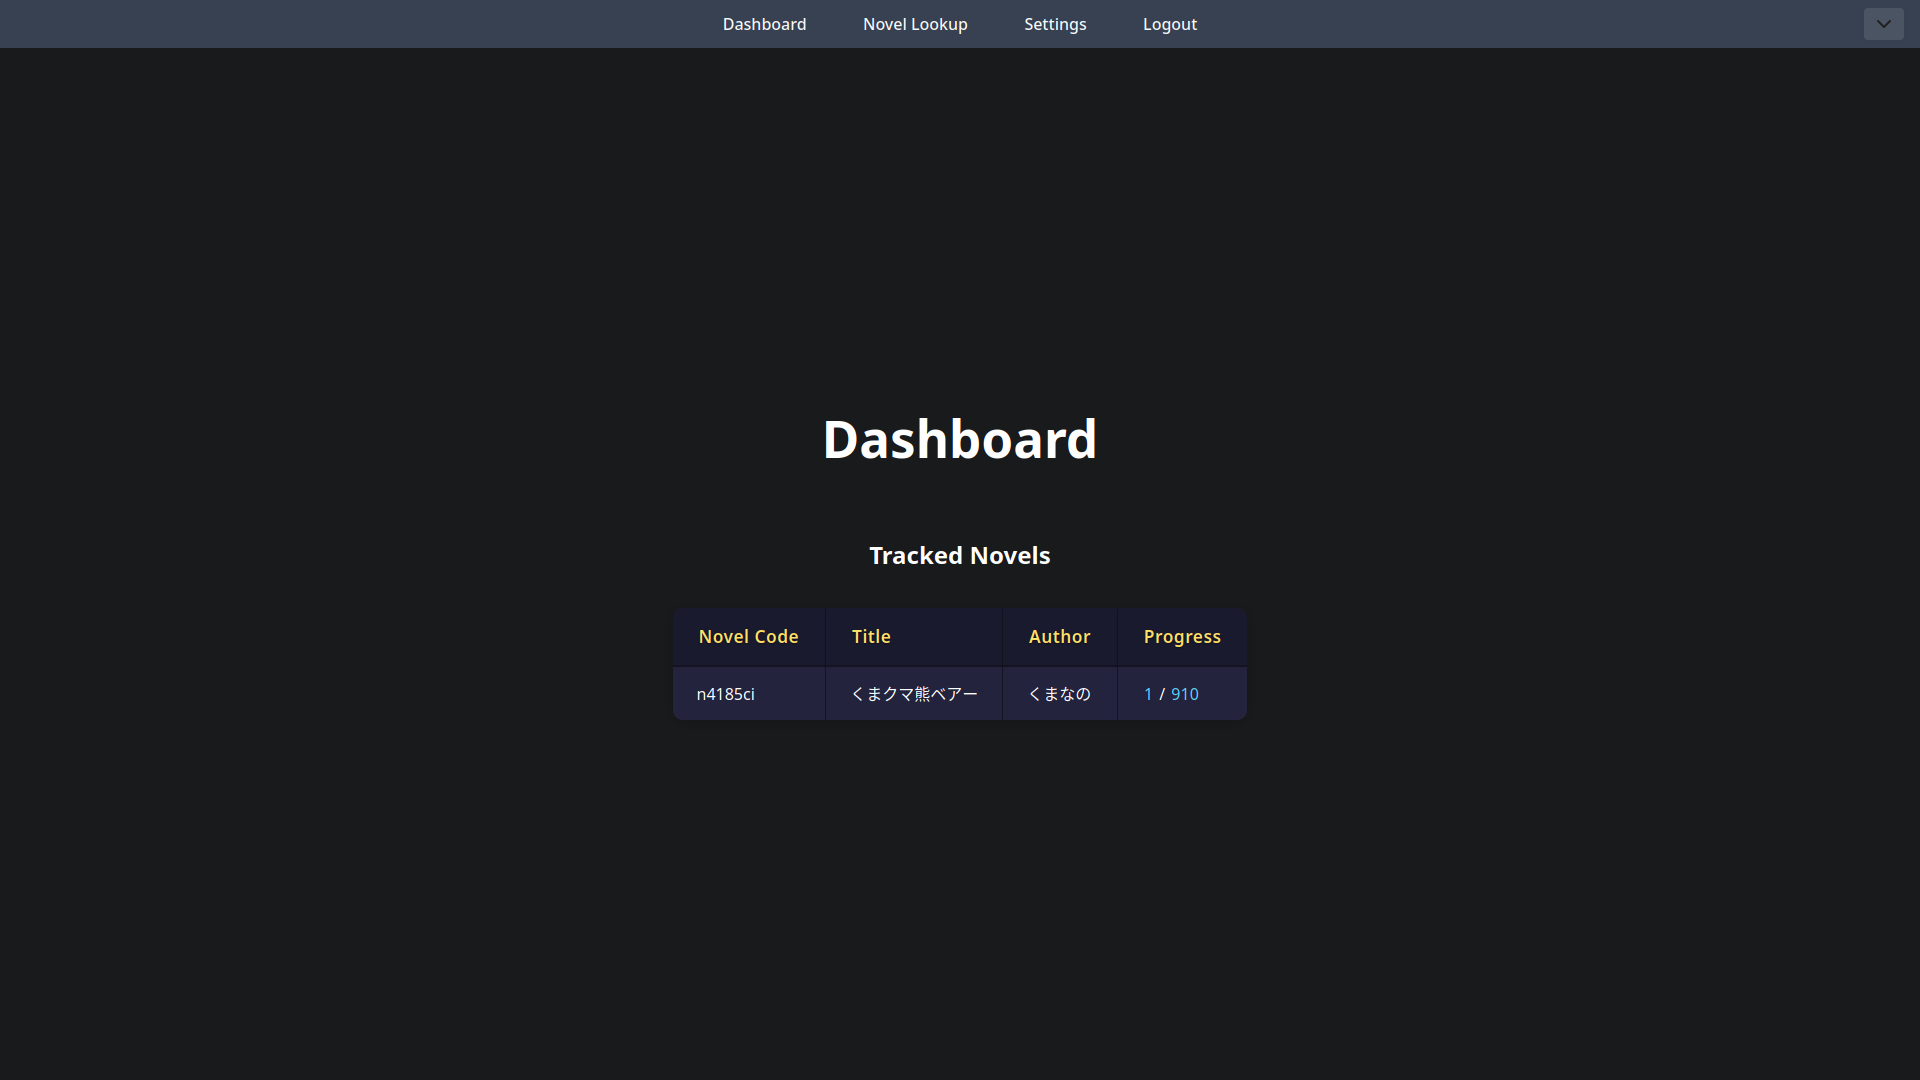 Dashboard Novel Lookup Settings Logout
Dashboard
Tracked Novels
Novel Code Title Author Progress
n4185ci くまクマ熊ベアー くまなの 1 / 910